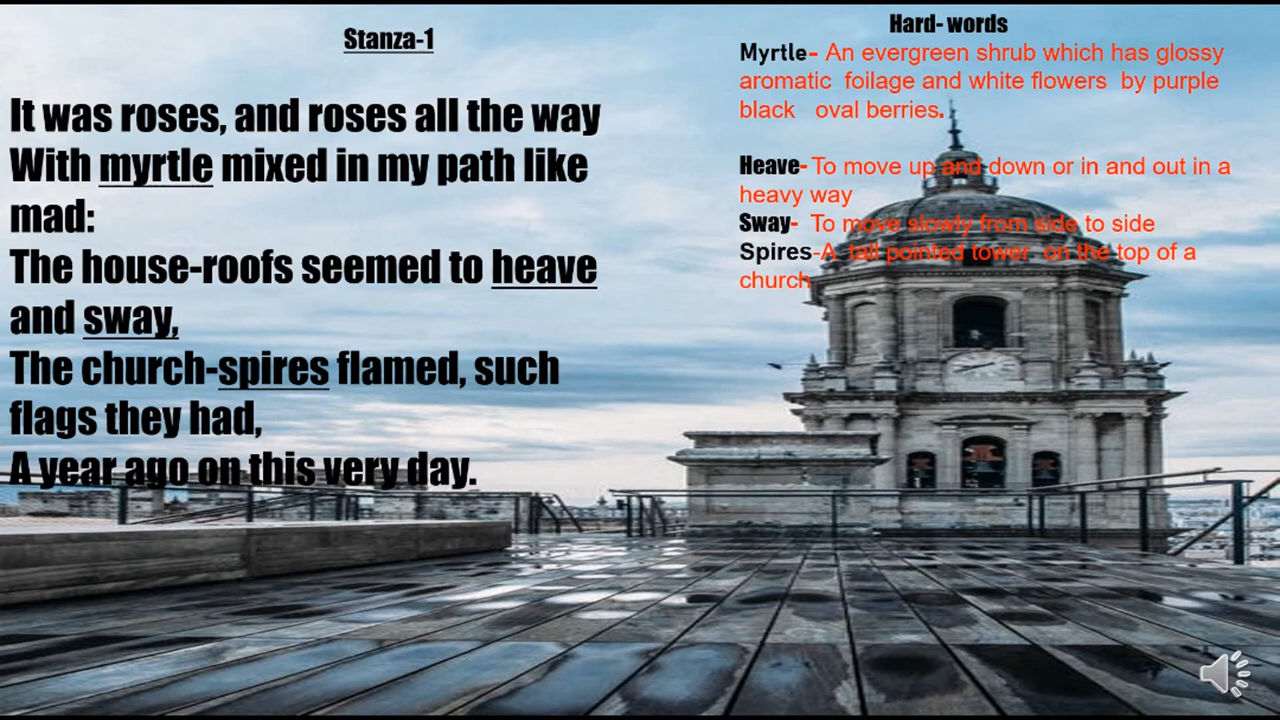 Stanza-1
It was roses, and roses all the way
With myrtle mixed in my path like
mad:
The house-roofs seemed to heave
and sway,
The church-spires flamed, such
flags they had,
A year ago on this very day.
Hard- words
Myrtle- An evergreen shrub which has glossy
aromatic foilage and white flowers by purple
black oval berries.
Heave- To move up and down or in and out in a
heavy way
Sway- To move slowly from side to side
Spires-A tall pointed tower on the top of a
church